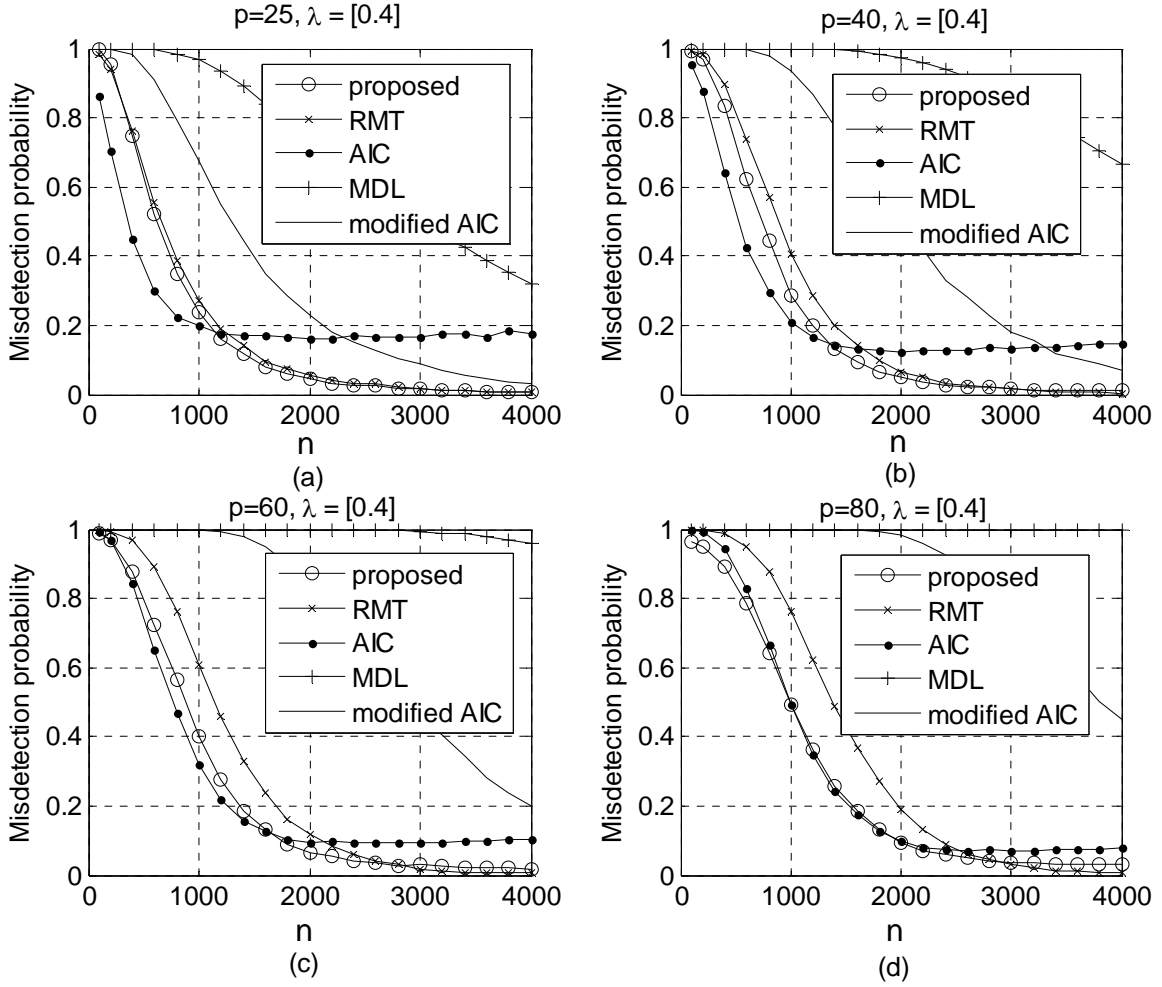 p=25, λ = [0.4]
Misdetection probability
1
0.8
0.6
0.4
0.2
0
proposed
RMT
AIC
MDL
modified AIC
0 1000 2000 3000 4000
n
(a)
p=40, λ = [0.4]
Misdetection probability
1
0.8
0.6
0.4
0.2
0
proposed
RMT
AIC
MDL
modified AIC
0 1000 2000 3000 4000
n
(b)
p=60, λ = [0.4]
Misdetection probability
1
0.8
0.6
0.4
0.2
0
proposed
RMT
AIC
MDL
modified AIC
0 1000 2000 3000 4000
n
(c)
p=80, λ = [0.4]
Misdetection probability
1
0.8
0.6
0.4
0.2
0
proposed
RMT
AIC
MDL
modified AIC
0 1000 2000 3000 4000
n
(d)